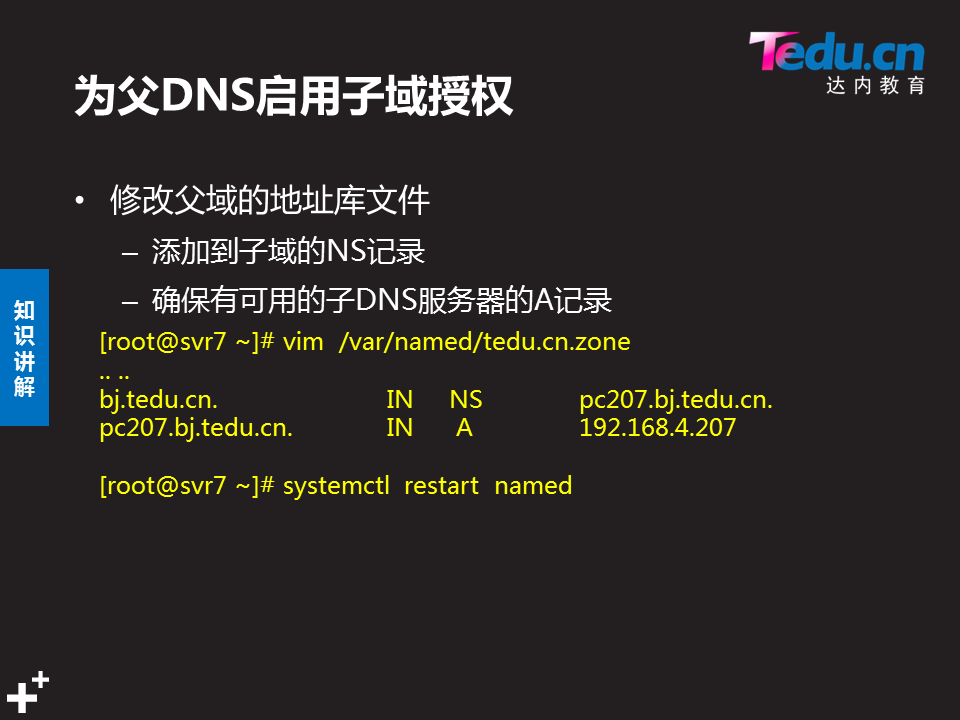 Tedu.cn
达内教育
为父DNS启用子域授权
• 修改父域的地址库文件
– 添加到子域的NS记录
– 确保有可用的子DNS服务器的A记录
知识讲解
[root@svr7 ~]# vim /var/named/tedu.cn.zone
.. ..
bj.tedu.cn. IN NS pc207.bj.tedu.cn.
pc207.bj.tedu.cn. IN A 192.168.4.207
[root@svr7 ~]# systemctl restart named